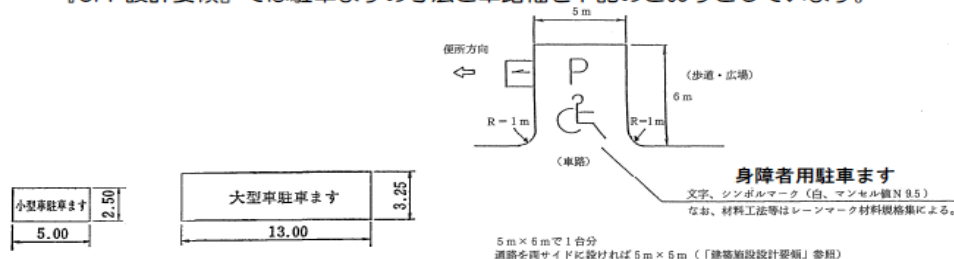 では駐車ますの寸法と車路幅を下記のとおりとしています。
5m
便所方向
P
(歩道・広場)
6m
R=1m
R=1m
(車路)
身障者用駐車ます
文字、シンボルマーク(白、マンセル値N9.5)
なお、材料工法等はレーンマーク材料規格集による。
小型車駐車ます
2.50
5.00
大型車駐車ます
3.25
13.00
5m×6mで1台分
道路を両サイドに設ければ5m×5m(「建築施設設計要領」参照)